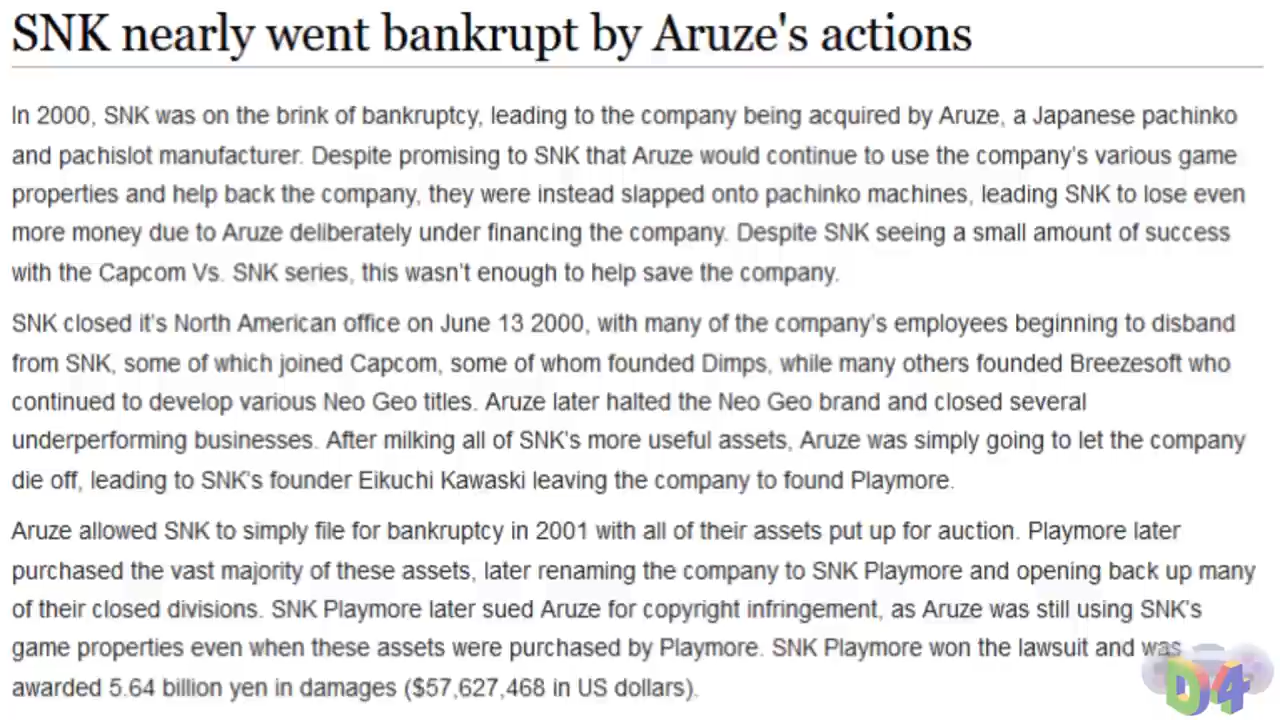 SNK nearly went bankrupt by Aruze's actions
In 2000, SNK was on the brink of bankruptcy, leading to the company being acquired by Aruze, a Japanese pachinko
and pachislot manufacturer. Despite promising to SNK that Aruze would continue to use the company's various game
properties and help back the company, they were instead slapped onto pachinko machines, leading SNK to lose even
more money due to Aruze deliberately under financing the company. Despite SNK seeing a small amount of success
with the Capcom Vs. SNK series, this wasn't enough to help save the company.
SNK closed it's North American office on June 13 2000, with many of the company's employees beginning to disband
from SNK, some of which joined Capcom, some of whom founded Dimps, while many others founded Breezesoft who
continued to develop various Neo Geo titles. Aruze later halted the Neo Geo brand and closed several
underperforming businesses. After milking all of SNK's more useful assets, Aruze was simply going to let the company
die off, leading to SNK's founder Eikuchi Kawaski leaving the company to found Playmore.
Aruze allowed SNK to simply file for bankruptcy in 2001 with all of their assets put up for auction. Playmore later
purchased the vast majority of these assets, later renaming the company to SNK Playmore and opening back up many
of their closed divisions. SNK Playmore later sued Aruze for copyright infringement, as Aruze was still using SNK's
game properties even when these assets were purchased by Playmore. SNK Playmore won the lawsuit and was
awarded 5.64 billion yen in damages ($57,627,468 in US dollars).
D4